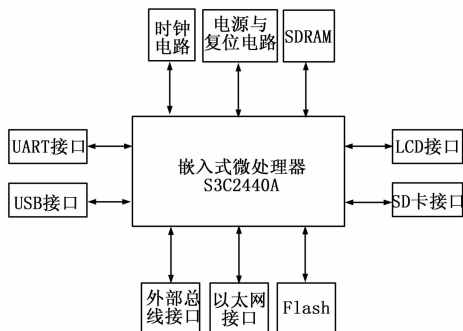 时钟
电路
电源与
复位电路
SDRAM
UART接口
嵌入式微处理器
S3C2440A
LCD接口
USB接口
SD卡接口
外部总
线接口
以太网
接口
Flash